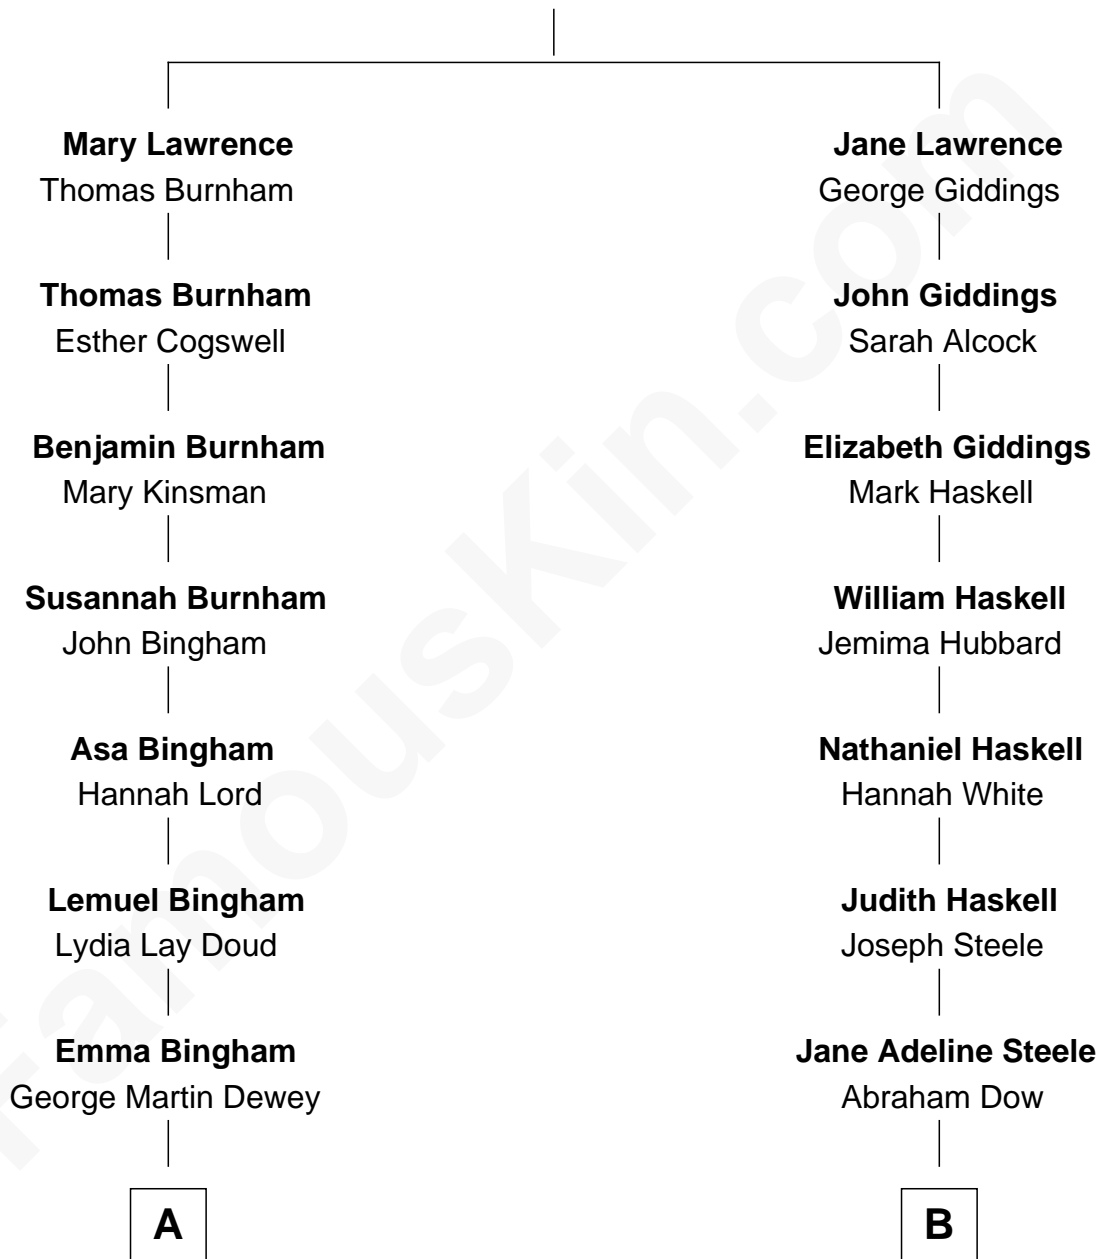 Mary Lawrence
Thomas Burnham
Thomas Burnham
Esther Cogswell
Benjamin Burnham
Mary Kinsman
Susannah Burnham
John Bingham
Asa Bingham
Hannah Lord
Lemuel Bingham
Lydia Lay Doud
Emma Bingham
George Martin Dewey
A
Jane Lawrence
George Giddings
John Giddings
Sarah Alcock
Elizabeth Giddings
Mark Haskell
William Haskell
Jemima Hubbard
Nathaniel Haskell
Hannah White
Judith Haskell
Joseph Steele
Jane Adeline Steele
Abraham Dow
B
FamousKin.com